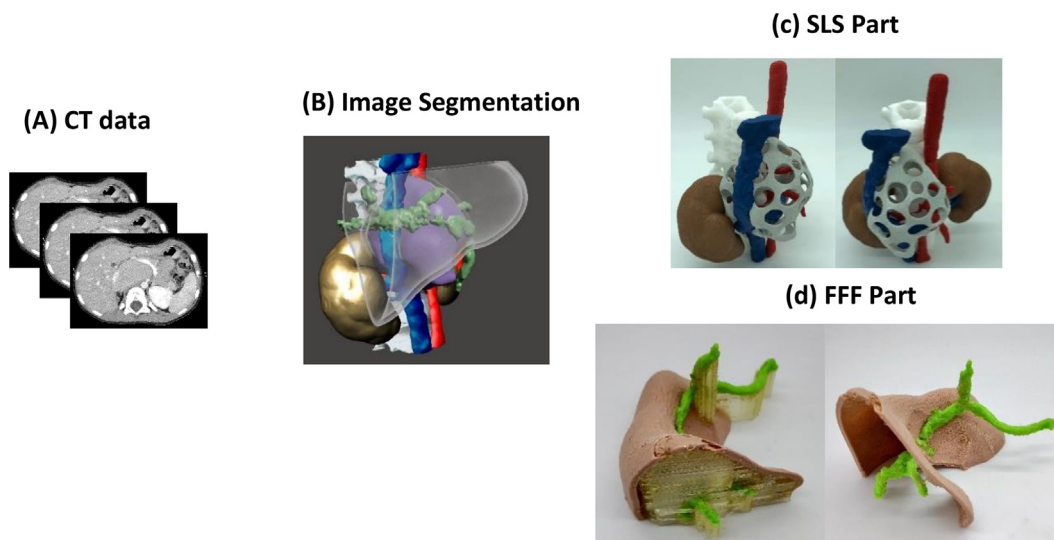 (A) CT data
(B) Image Segmentation
(c) SLS Part
(d) FFF Part